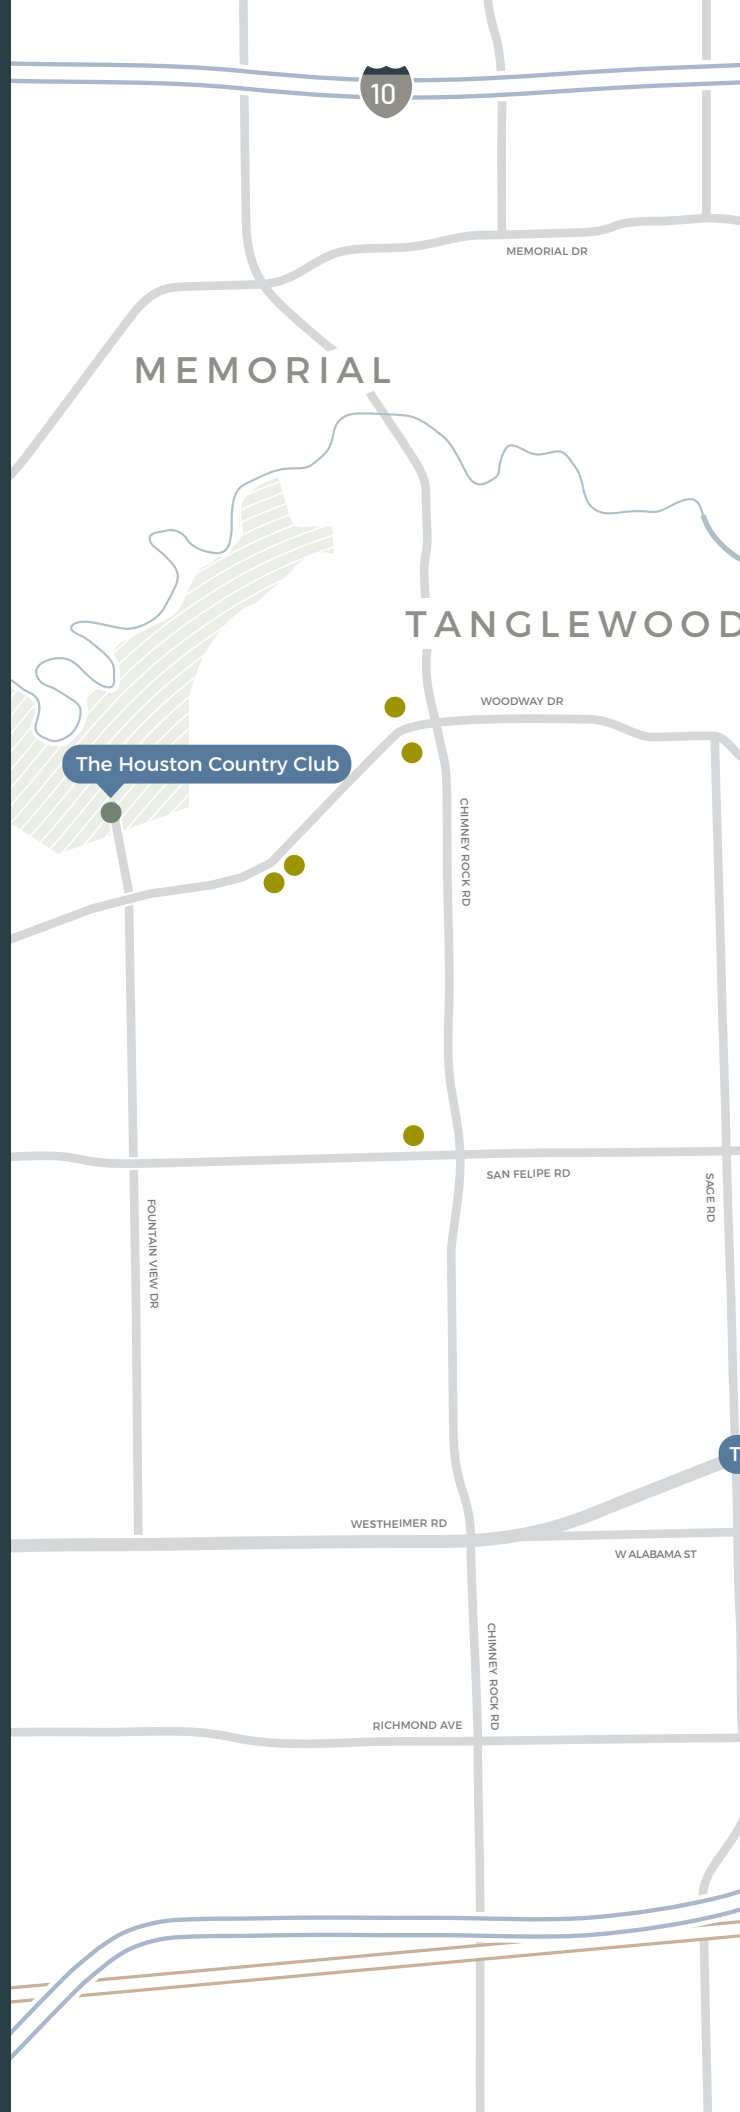 10
MEMORIAL DR
MEMORIAL
TANGLEWOOD
WOODWAY DR
The Houston Country Club
CHIMNEY ROCK RD
SAN FELIPE RD
SAGE RD
FOUNTAIN VIEW DR
T
WESTHEIMER RD
W ALABAMA ST
CHIMNEY ROCK RD
RICHMOND AVE